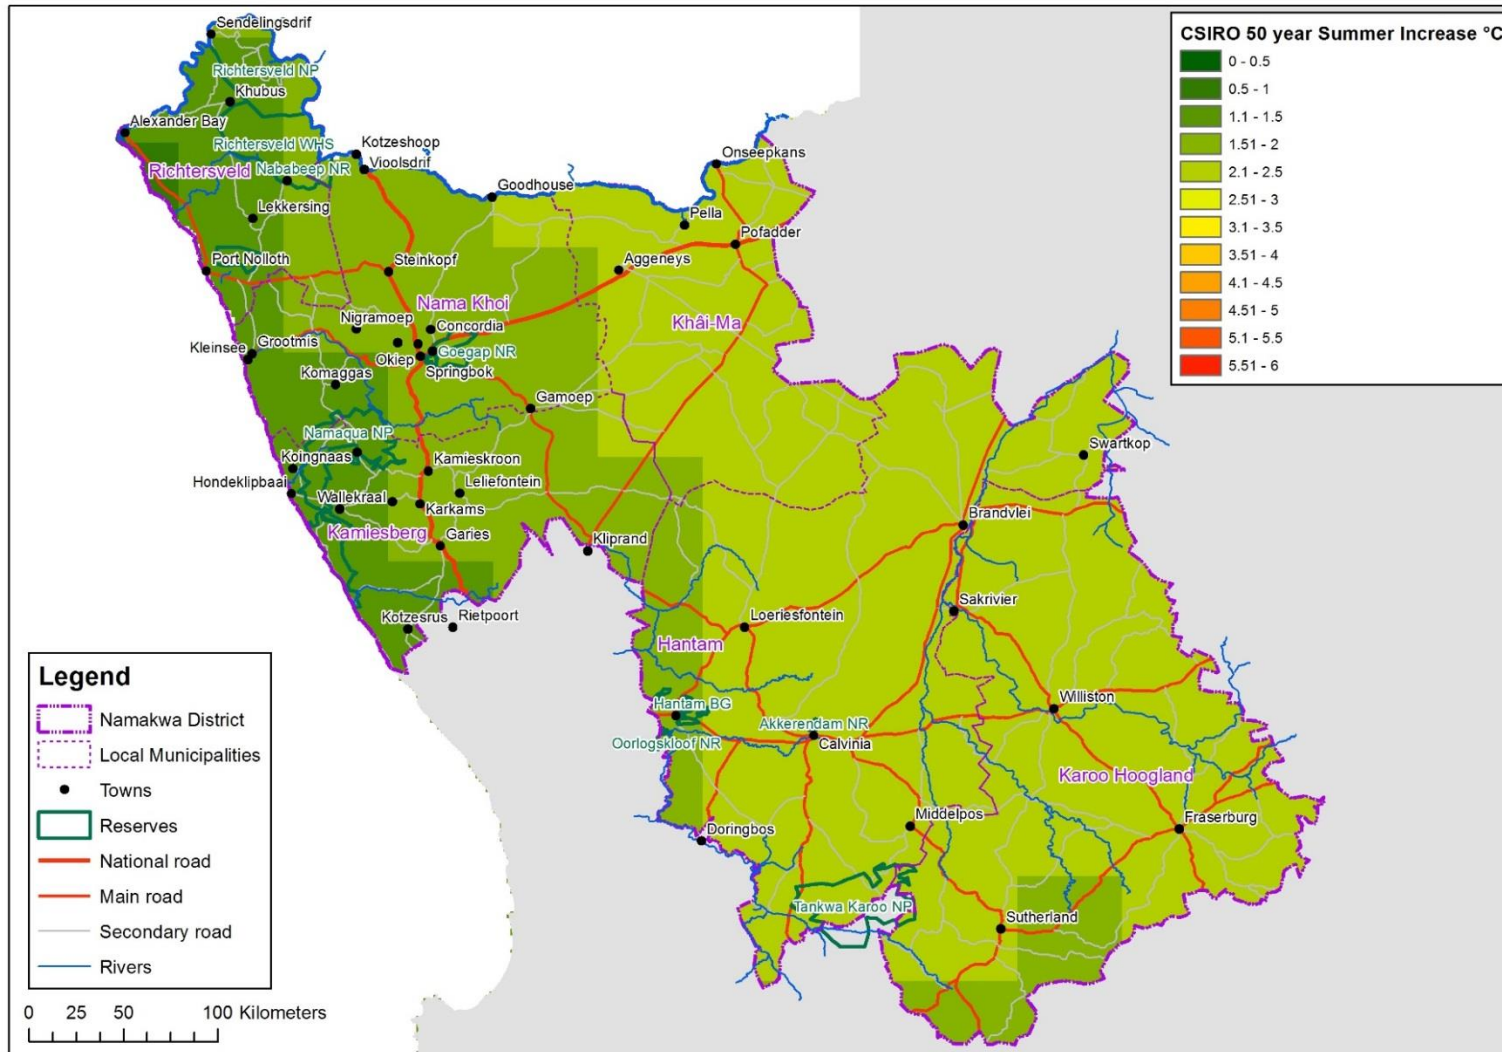 Sendelingsdrif
Richtersveld NP
Khubus
Alexander Bay
Richtersveld WHS
Richtersveld
Nababeep NR
Kotzeshoop
Vioolsdrif
Lekkersing
Goodhouse
Onseepkans
Pella
Pofadder
Port Nolloth
Steinkopf
Aggeneys
Nama Khoi
Khâi-Ma
Nigramoep
Concordia
Kleinsee
Grootmis
Okiep
Goegap NR
Komaggas
Springbok
Gamoep
Namaqua NP
Koingnaas
Kamieskroon
Swartkop
Hondeklipbaai
Wallekraal
Leliefontein
Karkams
Kamiesberg
Garies
Kliprand
Brandvlei
Kotzesrus
Rietpoort
Loeriesfontein
Sakrivier
Hantam
Hantam BG
Akkerendam NR
Oorlogskloof NR
Calvinia
Williston
Karoo Hoogland
Doringbos
Middelpos
Fraserburg
Tankwa Karoo NP
Sutherland
CSIRO 50 year Summer Increase °C
0 - 0.5
0.5 - 1
1.1 - 1.5
1.51 - 2
2.1 - 2.5
2.51 - 3
3.1 - 3.5
3.51 - 4
4.1 - 4.5
4.51 - 5
5.1 - 5.5
5.51 - 6
Legend
Namakwa District
Local Municipalities
Towns
Reserves
National road
Main road
Secondary road
Rivers
0 25 50 100 Kilometers